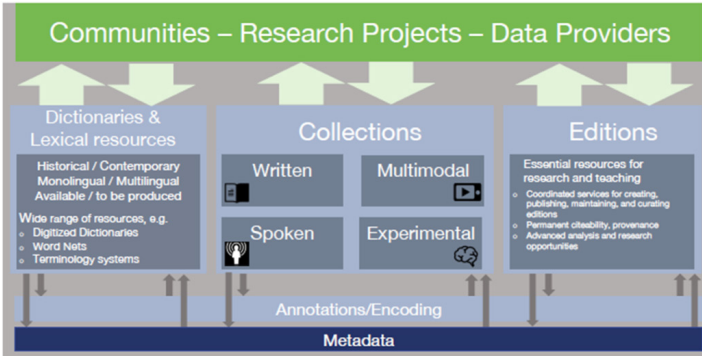 Communities – Research Projects – Data Providers
Dictionaries &
Lexical resources
Historical / Contemporary
Monolingual / Multilingual
Available / to be produced
Wide range of resources, e.g.
Digitized Dictionaries
Word Nets
Terminology systems
Collections
Written
Multimodal
Spoken
Experimental
Editions
Essential resources for
research and teaching
Coordinated services for creating,
publishing, maintaining, and curating
editions
Permanent citeability, provenance
Advanced analysis and research
opportunities
Annotations/Encoding
Metadata